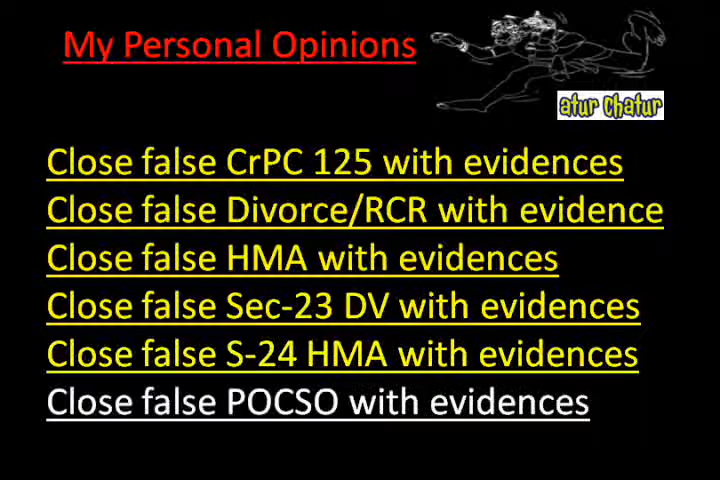 My Personal Opinions
atur Chatur
Close false CrPC 125 with evidences
Close false Divorce/RCR with evidence
Close false HMA with evidences
Close false Sec-23 DV with evidences
Close false S-24 HMA with evidences
Close false POCSO with evidences